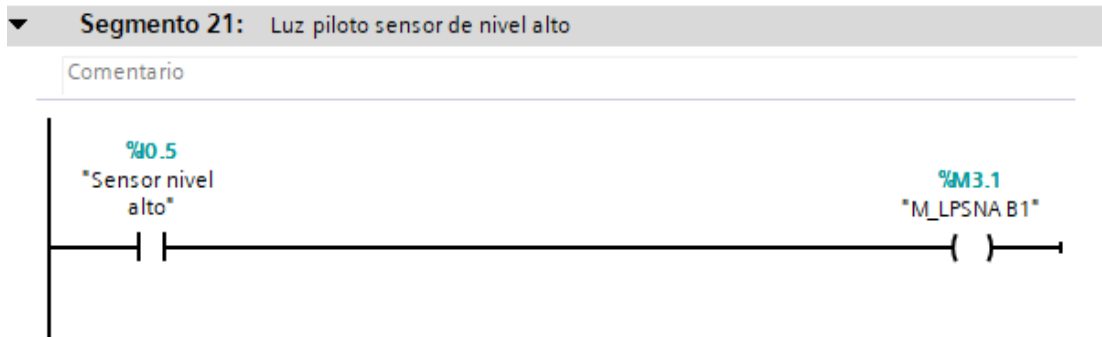 Segmento 21: Luz piloto sensor de nivel alto
Comentario
%I0.5
"Sensor nivel
alto"
%M3.1
"M_LPSNA B1"